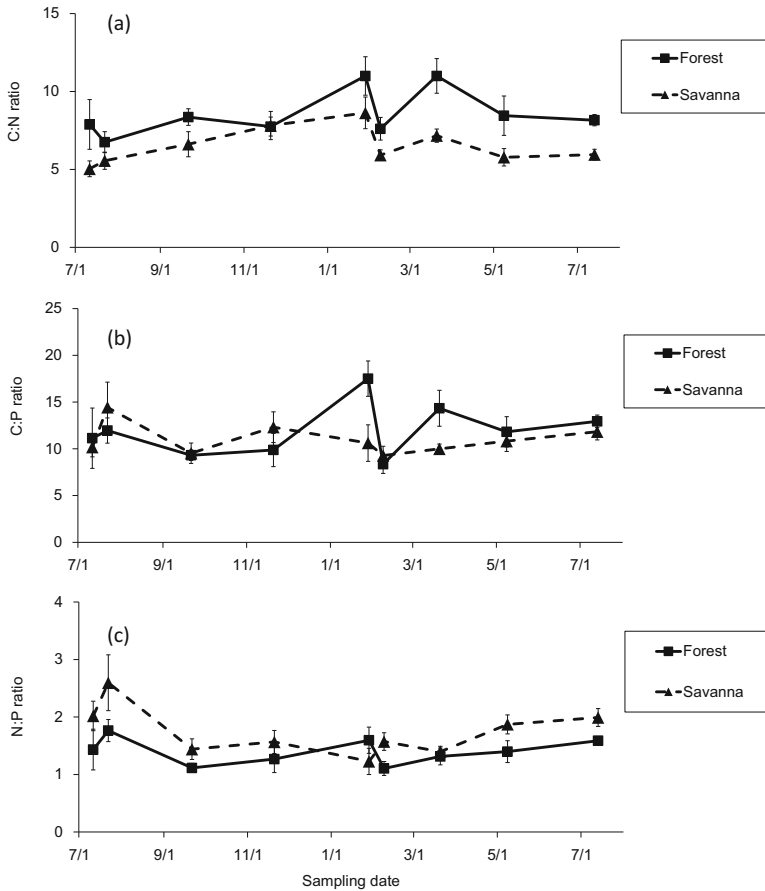 (a)
15
10
5
0
C:N ratio
7/1 9/1 11/1 1/1 3/1 5/1 7/1
Forest
Savanna
(b)
25
20
15
10
5
0
C:P ratio
7/1 9/1 11/1 1/1 3/1 5/1 7/1
Forest
Savanna
(c)
4
3
2
1
0
N:P ratio
7/1 9/1 11/1 1/1 3/1 5/1 7/1
Sampling date
Forest
Savanna